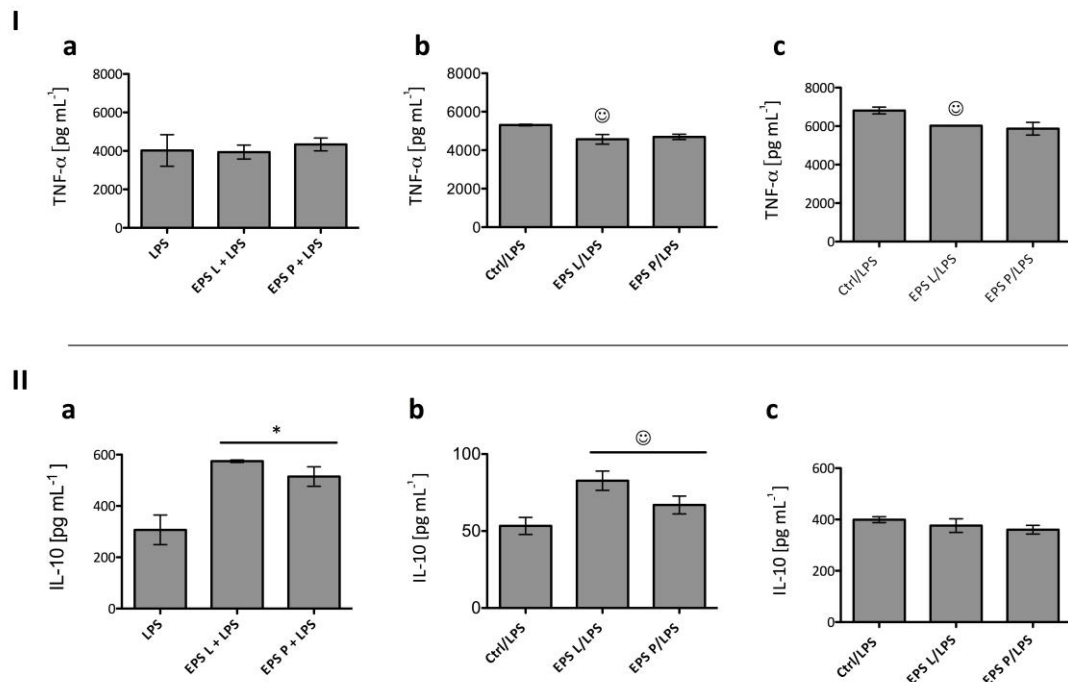 I
a
TNF-α [pg mL⁻¹]
8000
6000
4000
2000
0
LPS
EPS L + LPS
EPS P + LPS
b
TNF-α [pg mL⁻¹]
8000
6000
4000
2000
0
☺
Ctrl/LPS
EPS L/LPS
EPS P/LPS
c
TNF-α [pg mL⁻¹]
8000
6000
4000
2000
0
☺
Ctrl/LPS
EPS L/LPS
EPS P/LPS
II
a
IL-10 [pg mL⁻¹]
600
400
200
0
*
LPS
EPS L + LPS
EPS P + LPS
b
IL-10 [pg mL⁻¹]
100
50
0
☺
Ctrl/LPS
EPS L/LPS
EPS P/LPS
c
IL-10 [pg mL⁻¹]
600
400
200
0
Ctrl/LPS
EPS L/LPS
EPS P/LPS